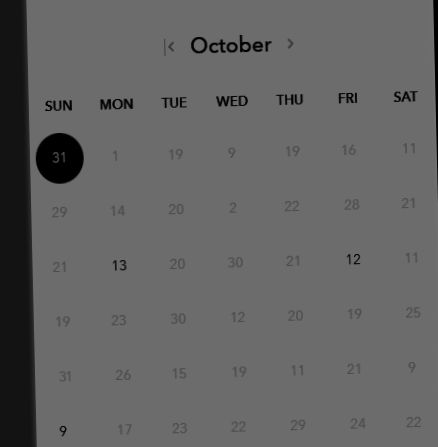 |< October >
SUN MON TUE WED THU FRI SAT
31 1 19 9 19 16 11
29 14 20 2 22 28 21
21 13 20 30 21 12 11
19 23 30 12 20 19 25
31 26 15 19 11 21 9
9 17 23 22 29 24 22